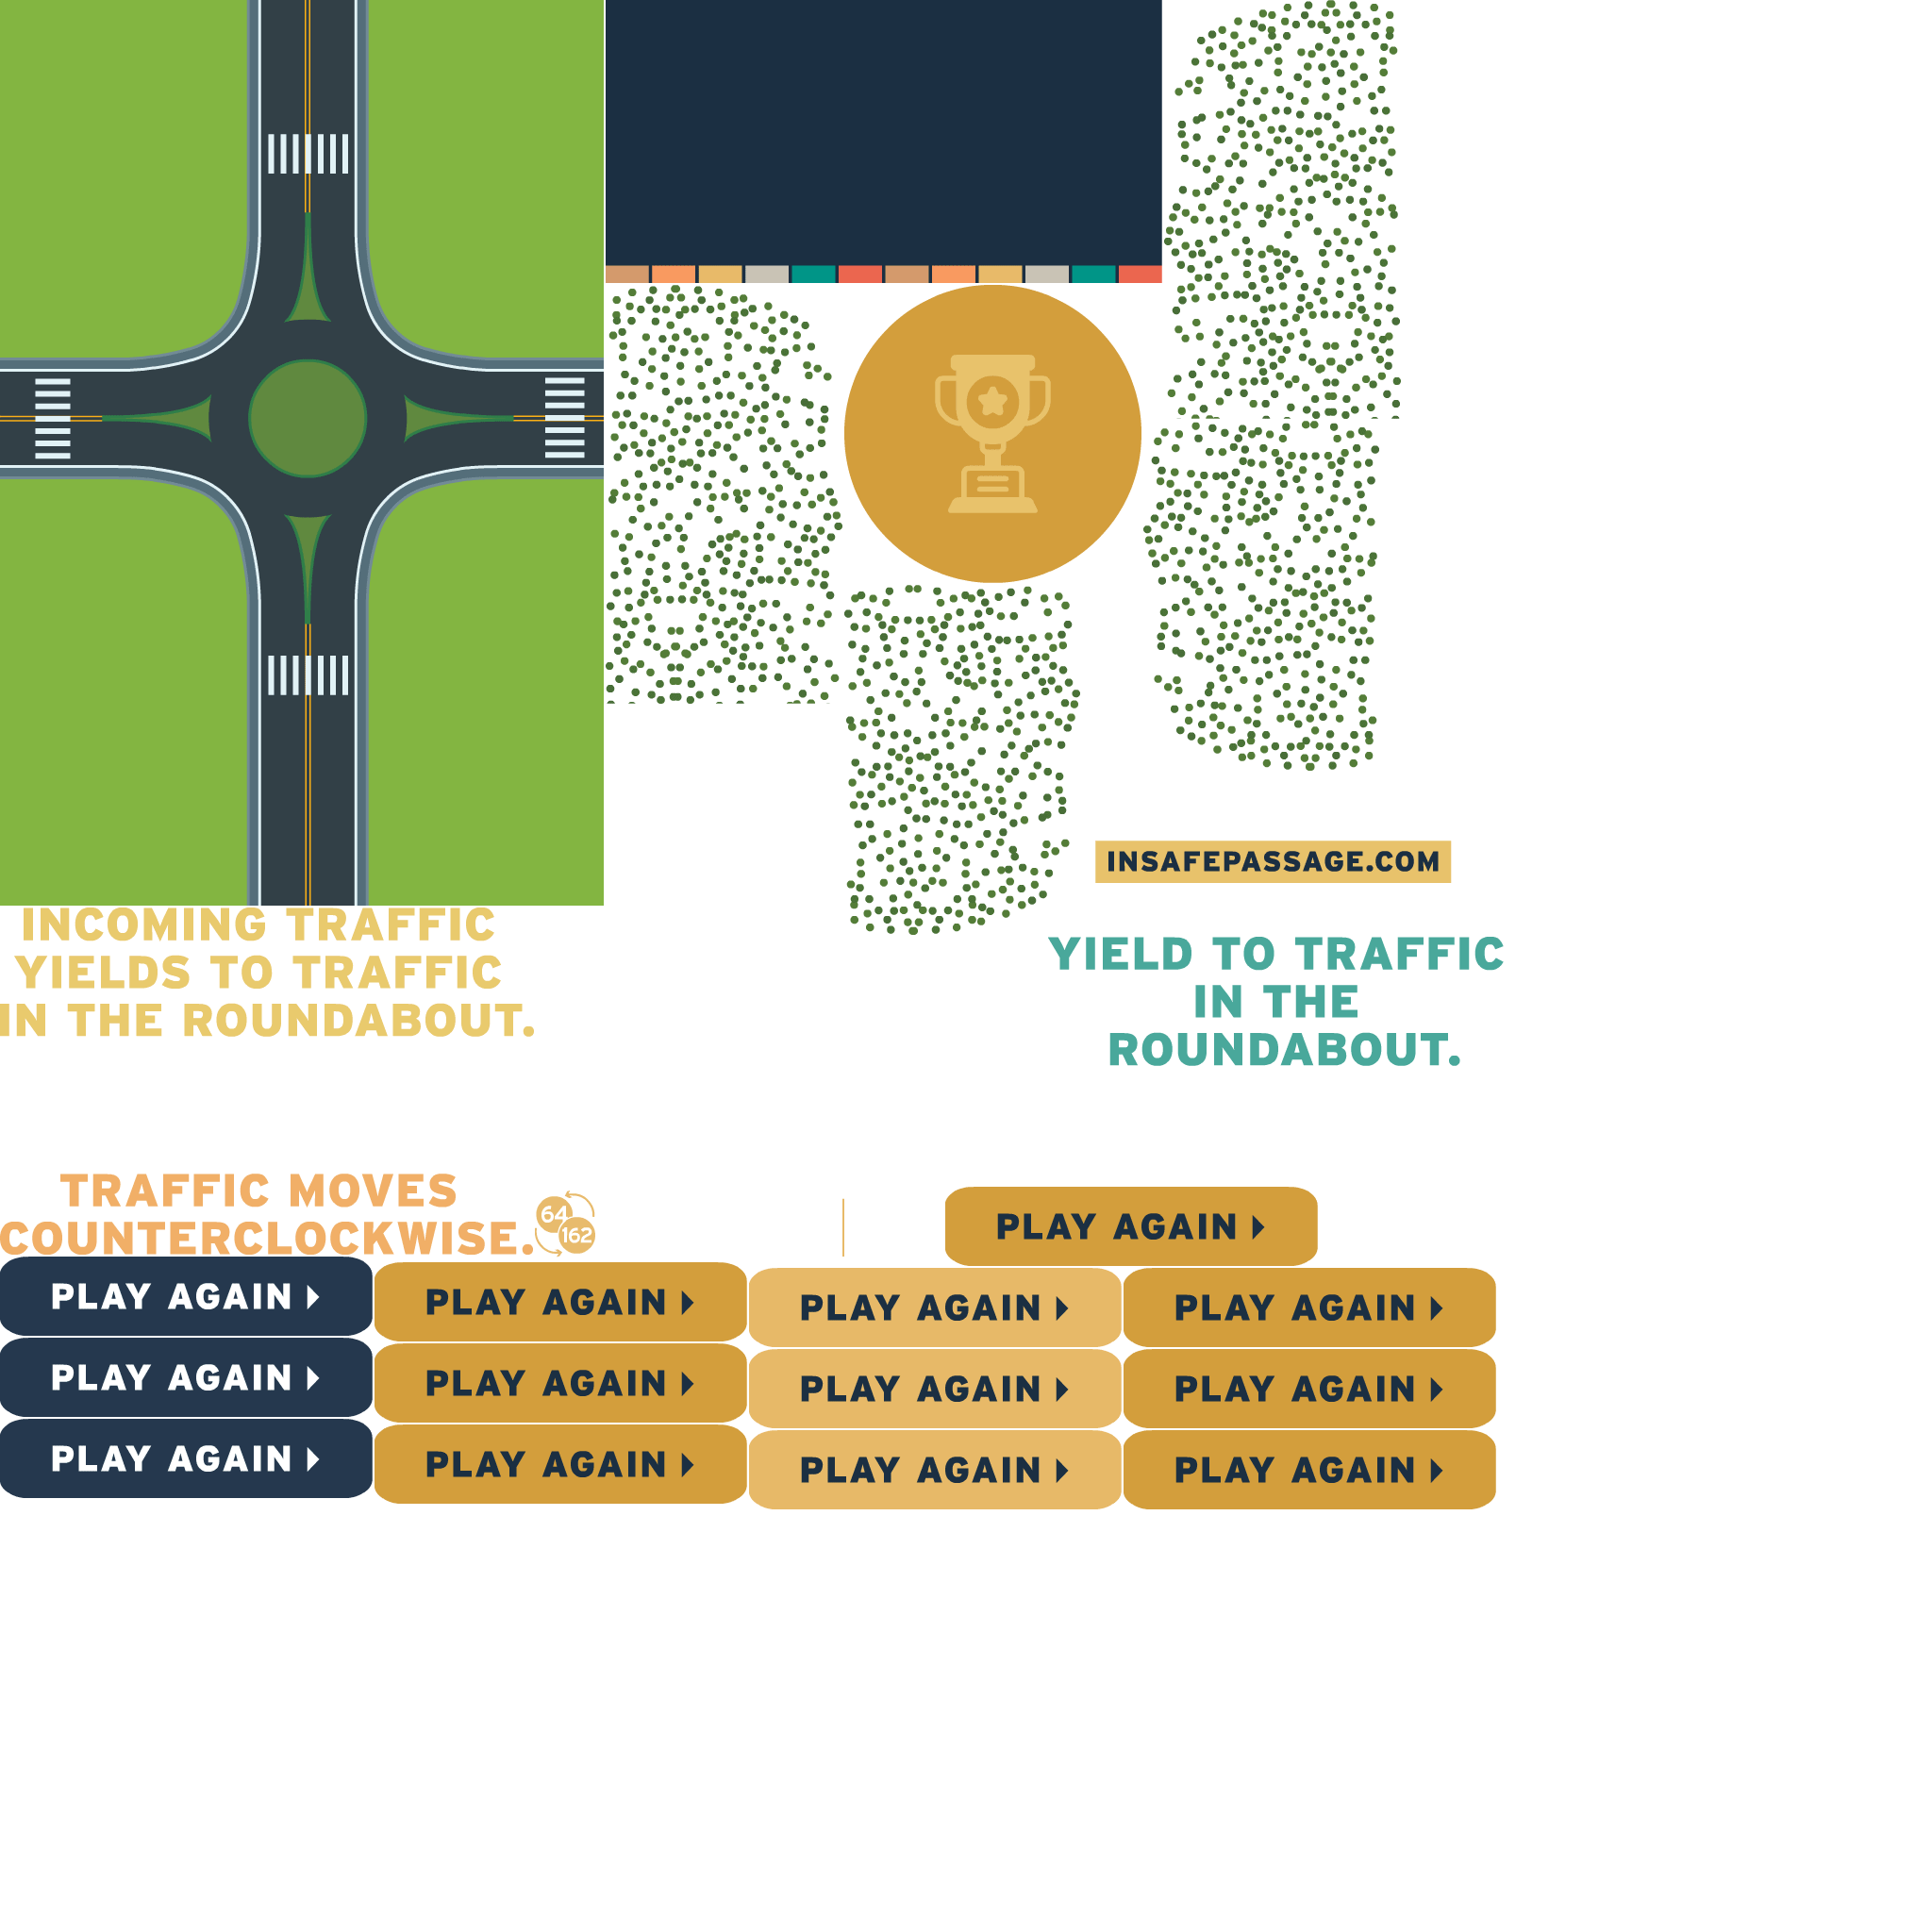 INSAFEPASSAGE.COM
INCOMING TRAFFIC
YIELDS TO TRAFFIC
IN THE ROUNDABOUT.
YIELD TO TRAFFIC
IN THE
ROUNDABOUT.
TRAFFIC MOVES
COUNTERCLOCKWISE.
64
162
PLAY AGAIN
PLAY AGAIN
PLAY AGAIN
PLAY AGAIN
PLAY AGAIN
PLAY AGAIN
PLAY AGAIN
PLAY AGAIN
PLAY AGAIN
PLAY AGAIN
PLAY AGAIN
PLAY AGAIN
PLAY AGAIN